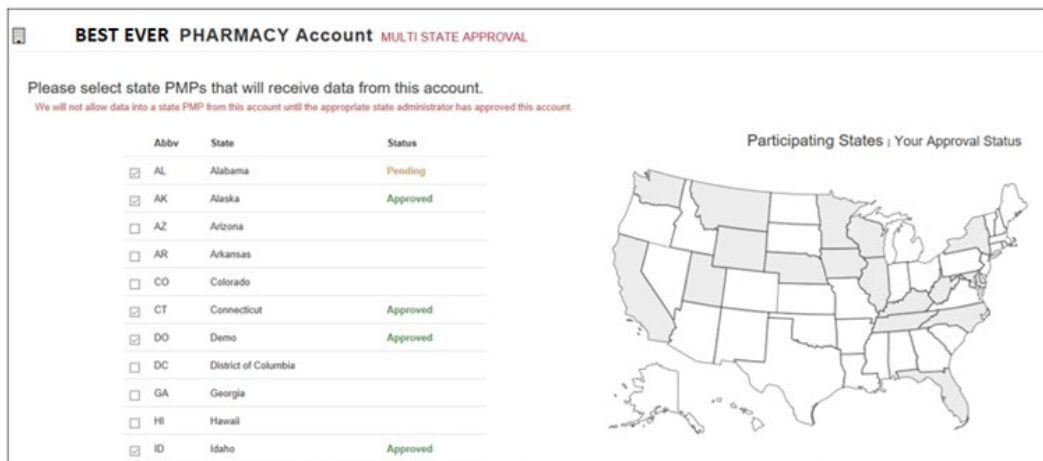 BEST EVER PHARMACY Account MULTI STATE APPROVAL
Please select state PMPs that will receive data from this account.
We will not allow data into a state PMP from this account until the appropriate state administrator has approved this account.
Participating States | Your Approval Status
Abbv State Status
AL Alabama Pending
AK Alaska Approved
AZ Arizona
AR Arkansas
CO Colorado
CT Connecticut Approved
DO Demo Approved
DC District of Columbia
GA Georgia
HI Hawaii
ID Idaho Approved